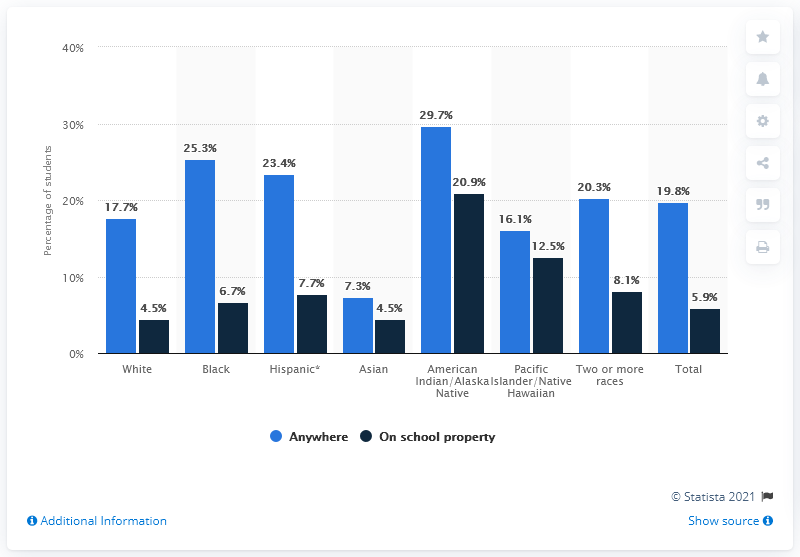 40%
30%
20%
10%
0%
Percentage of students
17.7%
4.5%
25.3%
6.7%
23.4%
7.7%
7.3%
4.5%
29.7%
20.9%
16.1%
12.5%
20.3%
8.1%
19.8%
5.9%
White
Black
Hispanic*
Asian
American
Indian/Alaska
Native
Pacific
Islander/Native
Hawaiian
Two or more
races
Total
Anywhere
On school property
© Statista 2021
Additional Information
Show source